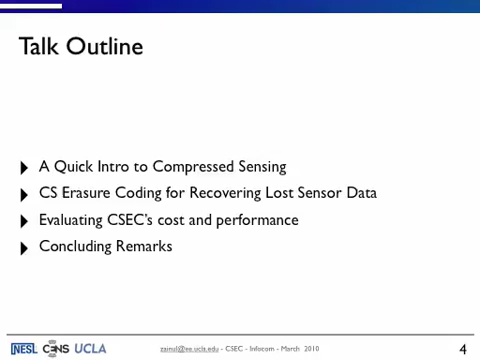 Talk Outline
A Quick Intro to Compressed Sensing
CS Erasure Coding for Recovering Lost Sensor Data
Evaluating CSEC's cost and performance
Concluding Remarks
NESL CENS UCLA
zainul@ee.ucla.edu - CSEC - Infocom - March 2010
4